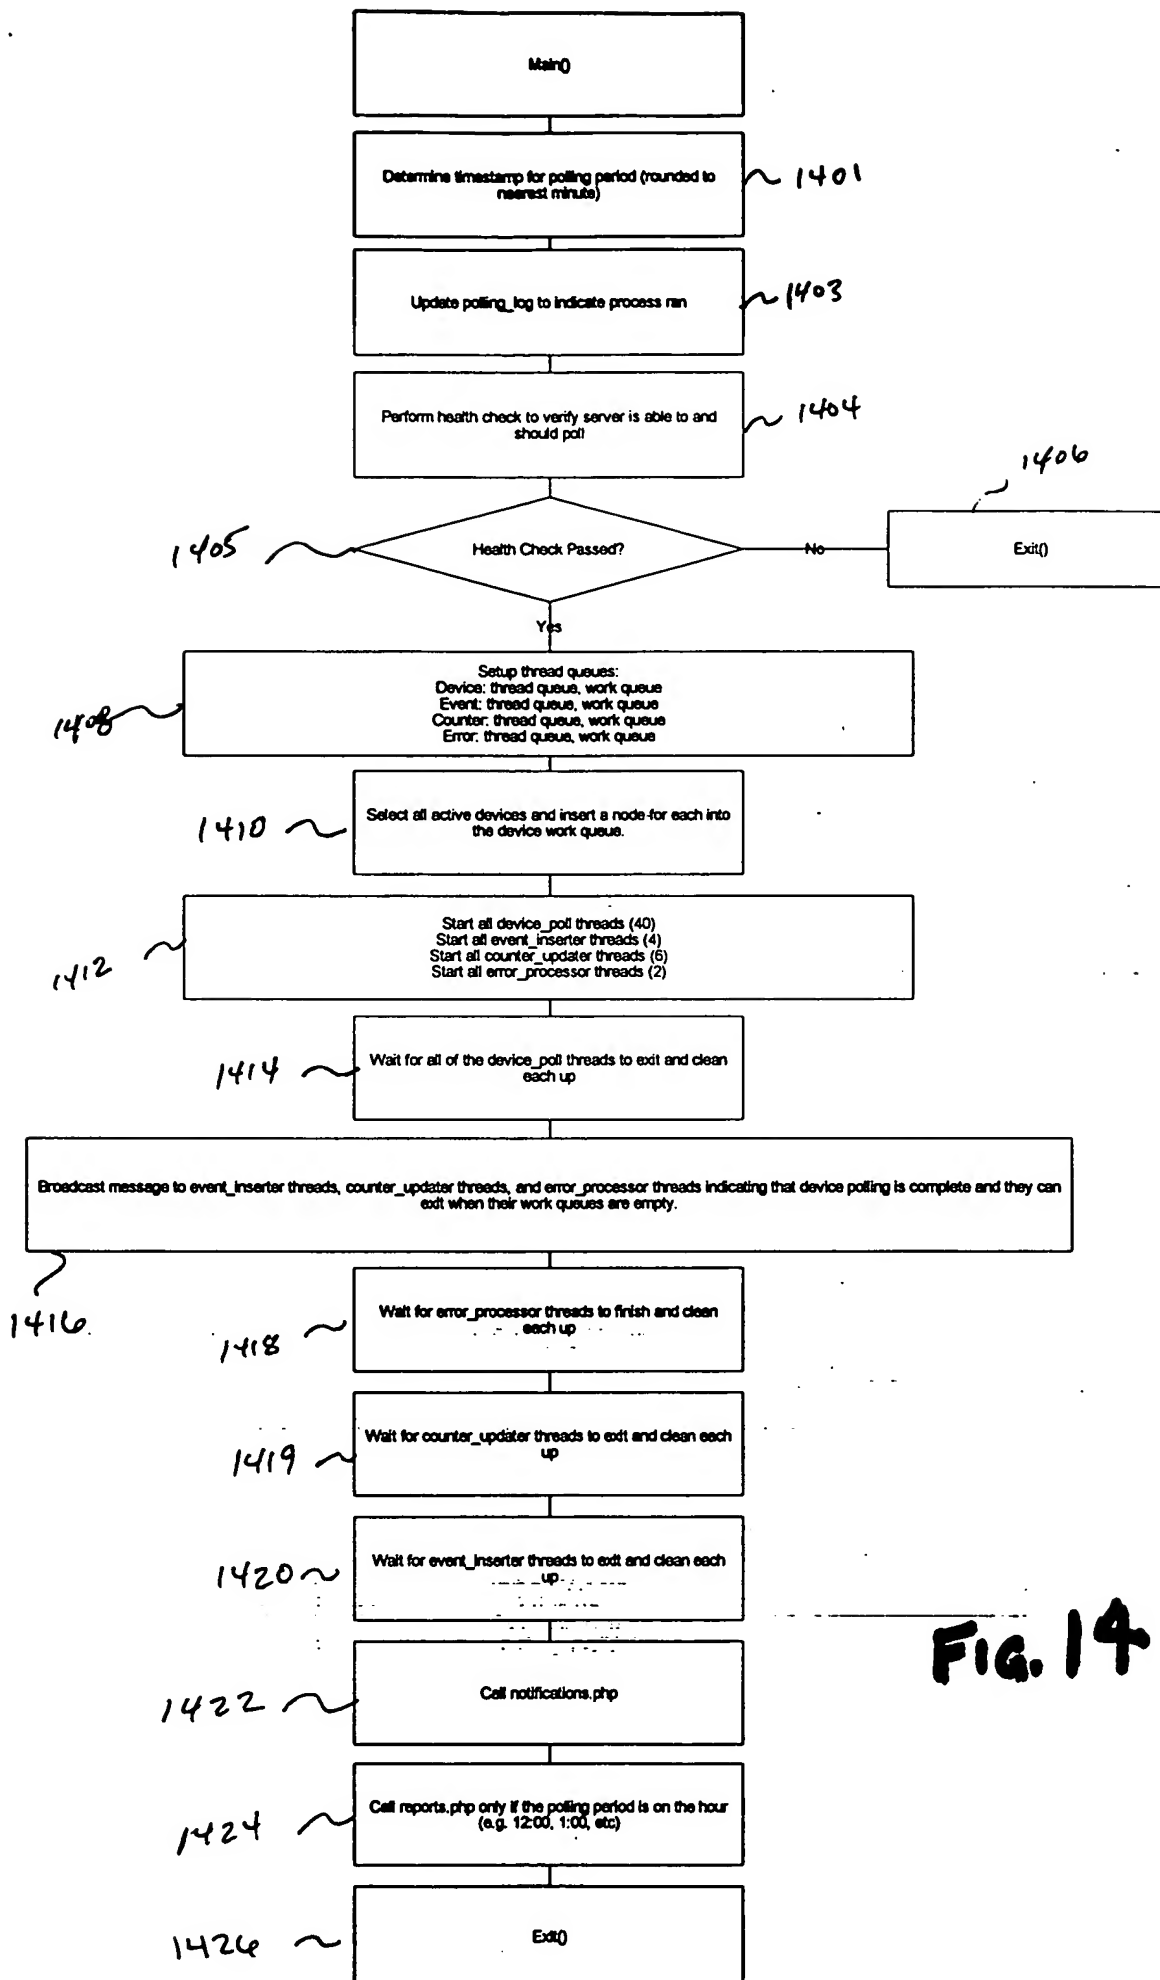 Main()
Determine timestamp for polling period (rounded to
nearest minute)
1401
Update polling_log to indicate process ran
1403
Perform health check to verify server is able to and
should poll
1404
1406
1405
Health Check Passed?
No
Exit()
Yes
Setup thread queues:
Device: thread queue, work queue
Event: thread queue, work queue
Counter: thread queue, work queue
Error: thread queue, work queue
1408
Select all active devices and insert a node for each into
the device work queue.
1410
Start all device_poll threads (40)
Start all event_inserter threads (4)
Start all counter_updater threads (6)
Start all error_processor threads (2)
1412
Wait for all of the device_poll threads to exit and clean
each up
1414
Broadcast message to event_inserter threads, counter_updater threads, and error_processor threads indicating that device polling is complete and they can
exit when their work queues are empty.
1416
Wait for error_processor threads to finish and clean
each up
1418
Wait for counter_updater threads to exit and clean each
up
1419
Wait for event_inserter threads to exit and clean each
up
1420
FIG. 14
Call notifications.php
1422
Call reports.php only if the polling period is on the hour
(e.g. 12:00, 1:00, etc)
1424
Exit()
1426